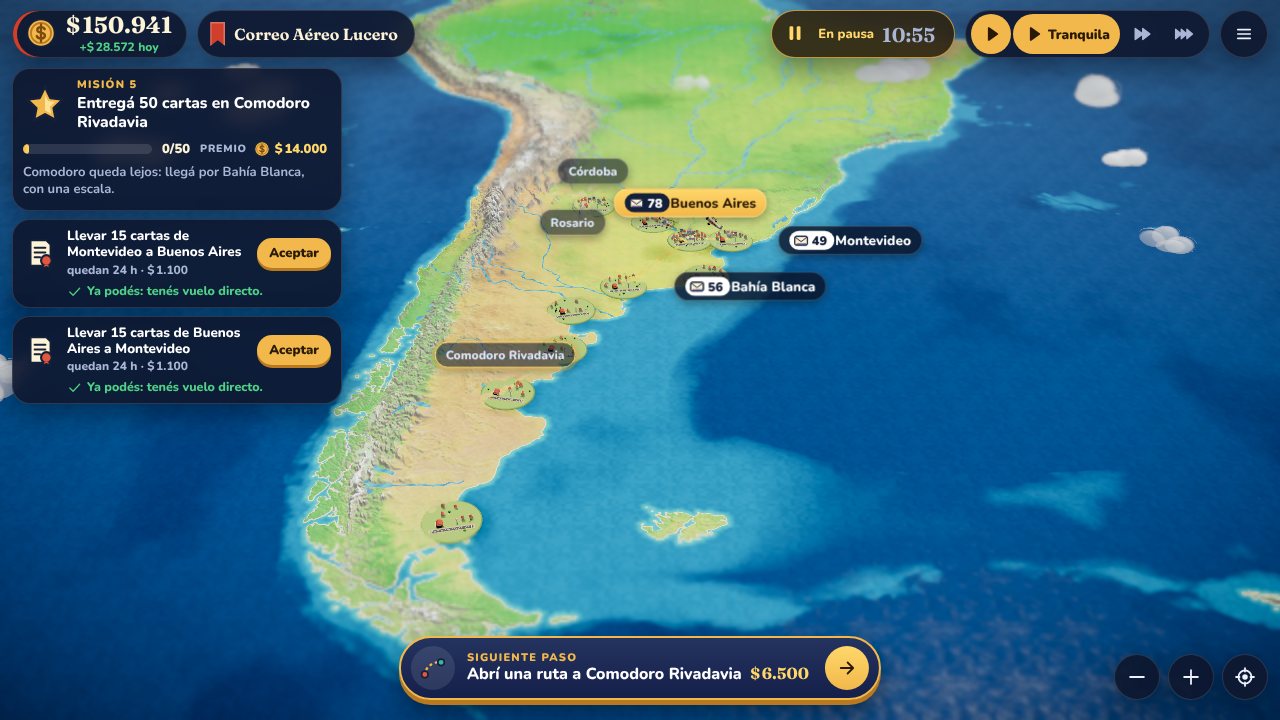 $150.941
+$28.572 hoy
Correo Aéreo Lucero
En pausa 10:55
Tranquila
MISIÓN 5
Entregá 50 cartas en Comodoro
Rivadavia
0/50 PREMIO $14.000
Comodoro queda lejos: llegá por Bahía Blanca,
con una escala.
Llevar 15 cartas de
Montevideo a Buenos Aires
quedan 24 h · $1.100
Aceptar
Ya podés: tenés vuelo directo.
Llevar 15 cartas de Buenos
Aires a Montevideo
quedan 24 h · $1.100
Aceptar
Ya podés: tenés vuelo directo.
Córdoba
78 Buenos Aires
Rosario
49 Montevideo
56 Bahía Blanca
Comodoro Rivadavia
SIGUIENTE PASO
Abrí una ruta a Comodoro Rivadavia $6.500